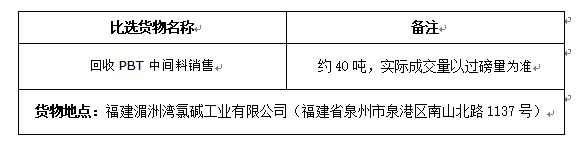 比选货物名称 备注
回收 PBT 中间料销售 约 40 吨，实际成交量以过磅量为准
货物地点：福建湄洲湾氯碱工业有限公司（福建省泉州市泉港区南山北路 1137 号）